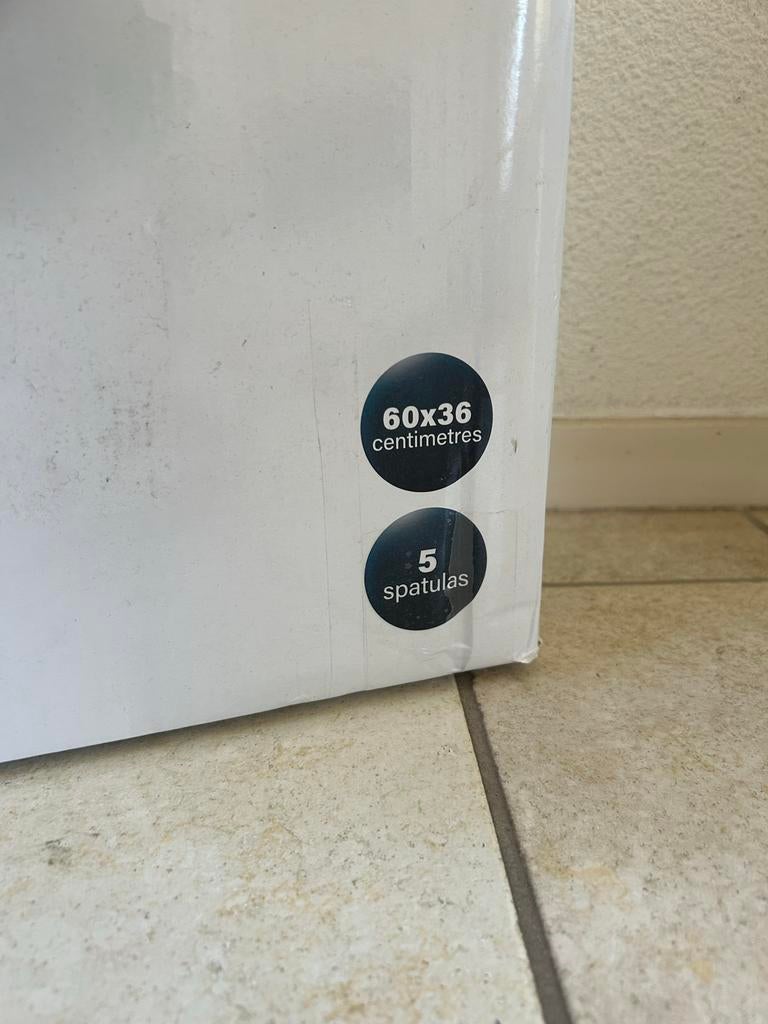 60x36
centimetres
5
spatulas